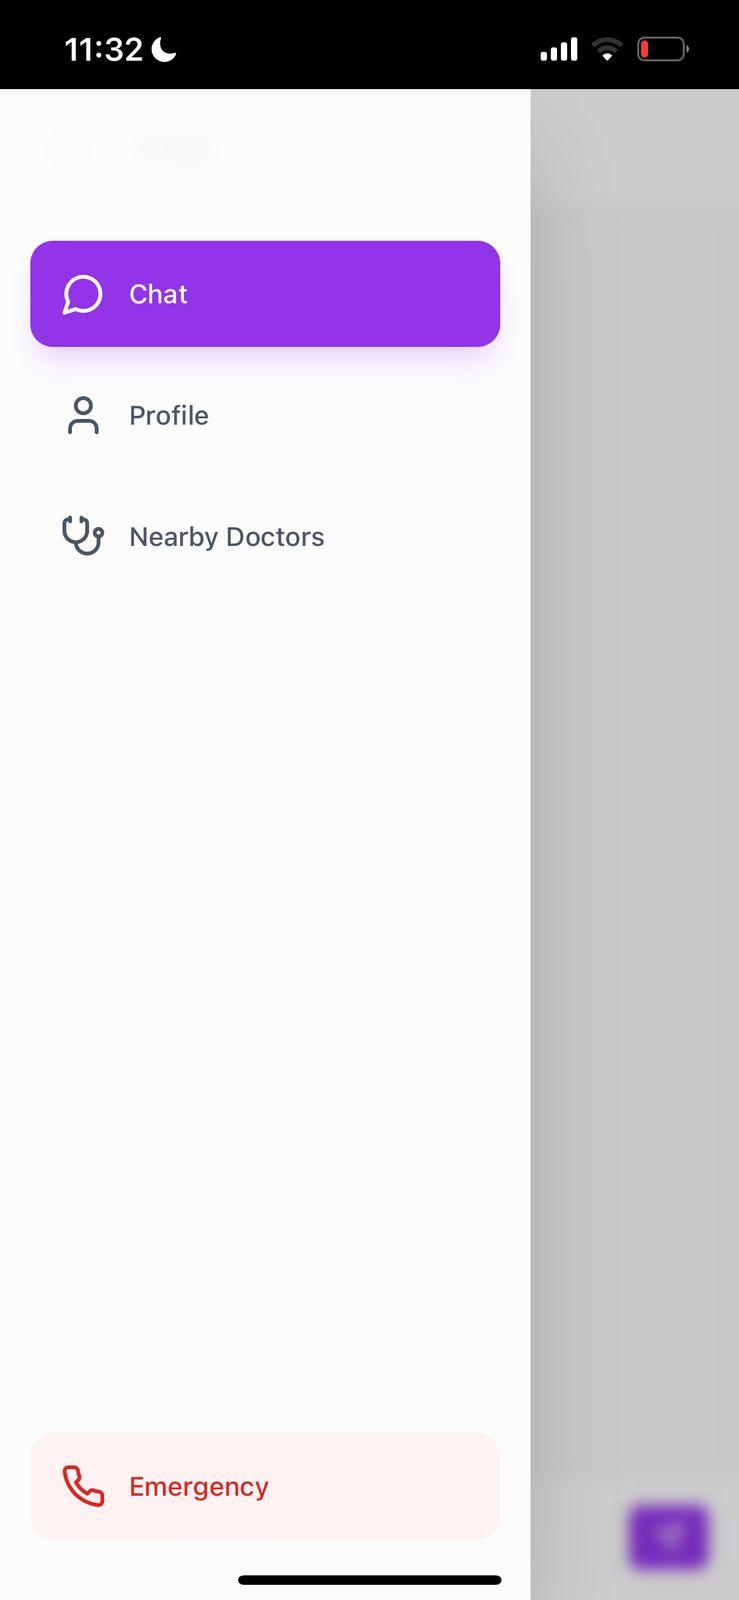 11:32
Chat
Profile
Nearby Doctors
Emergency